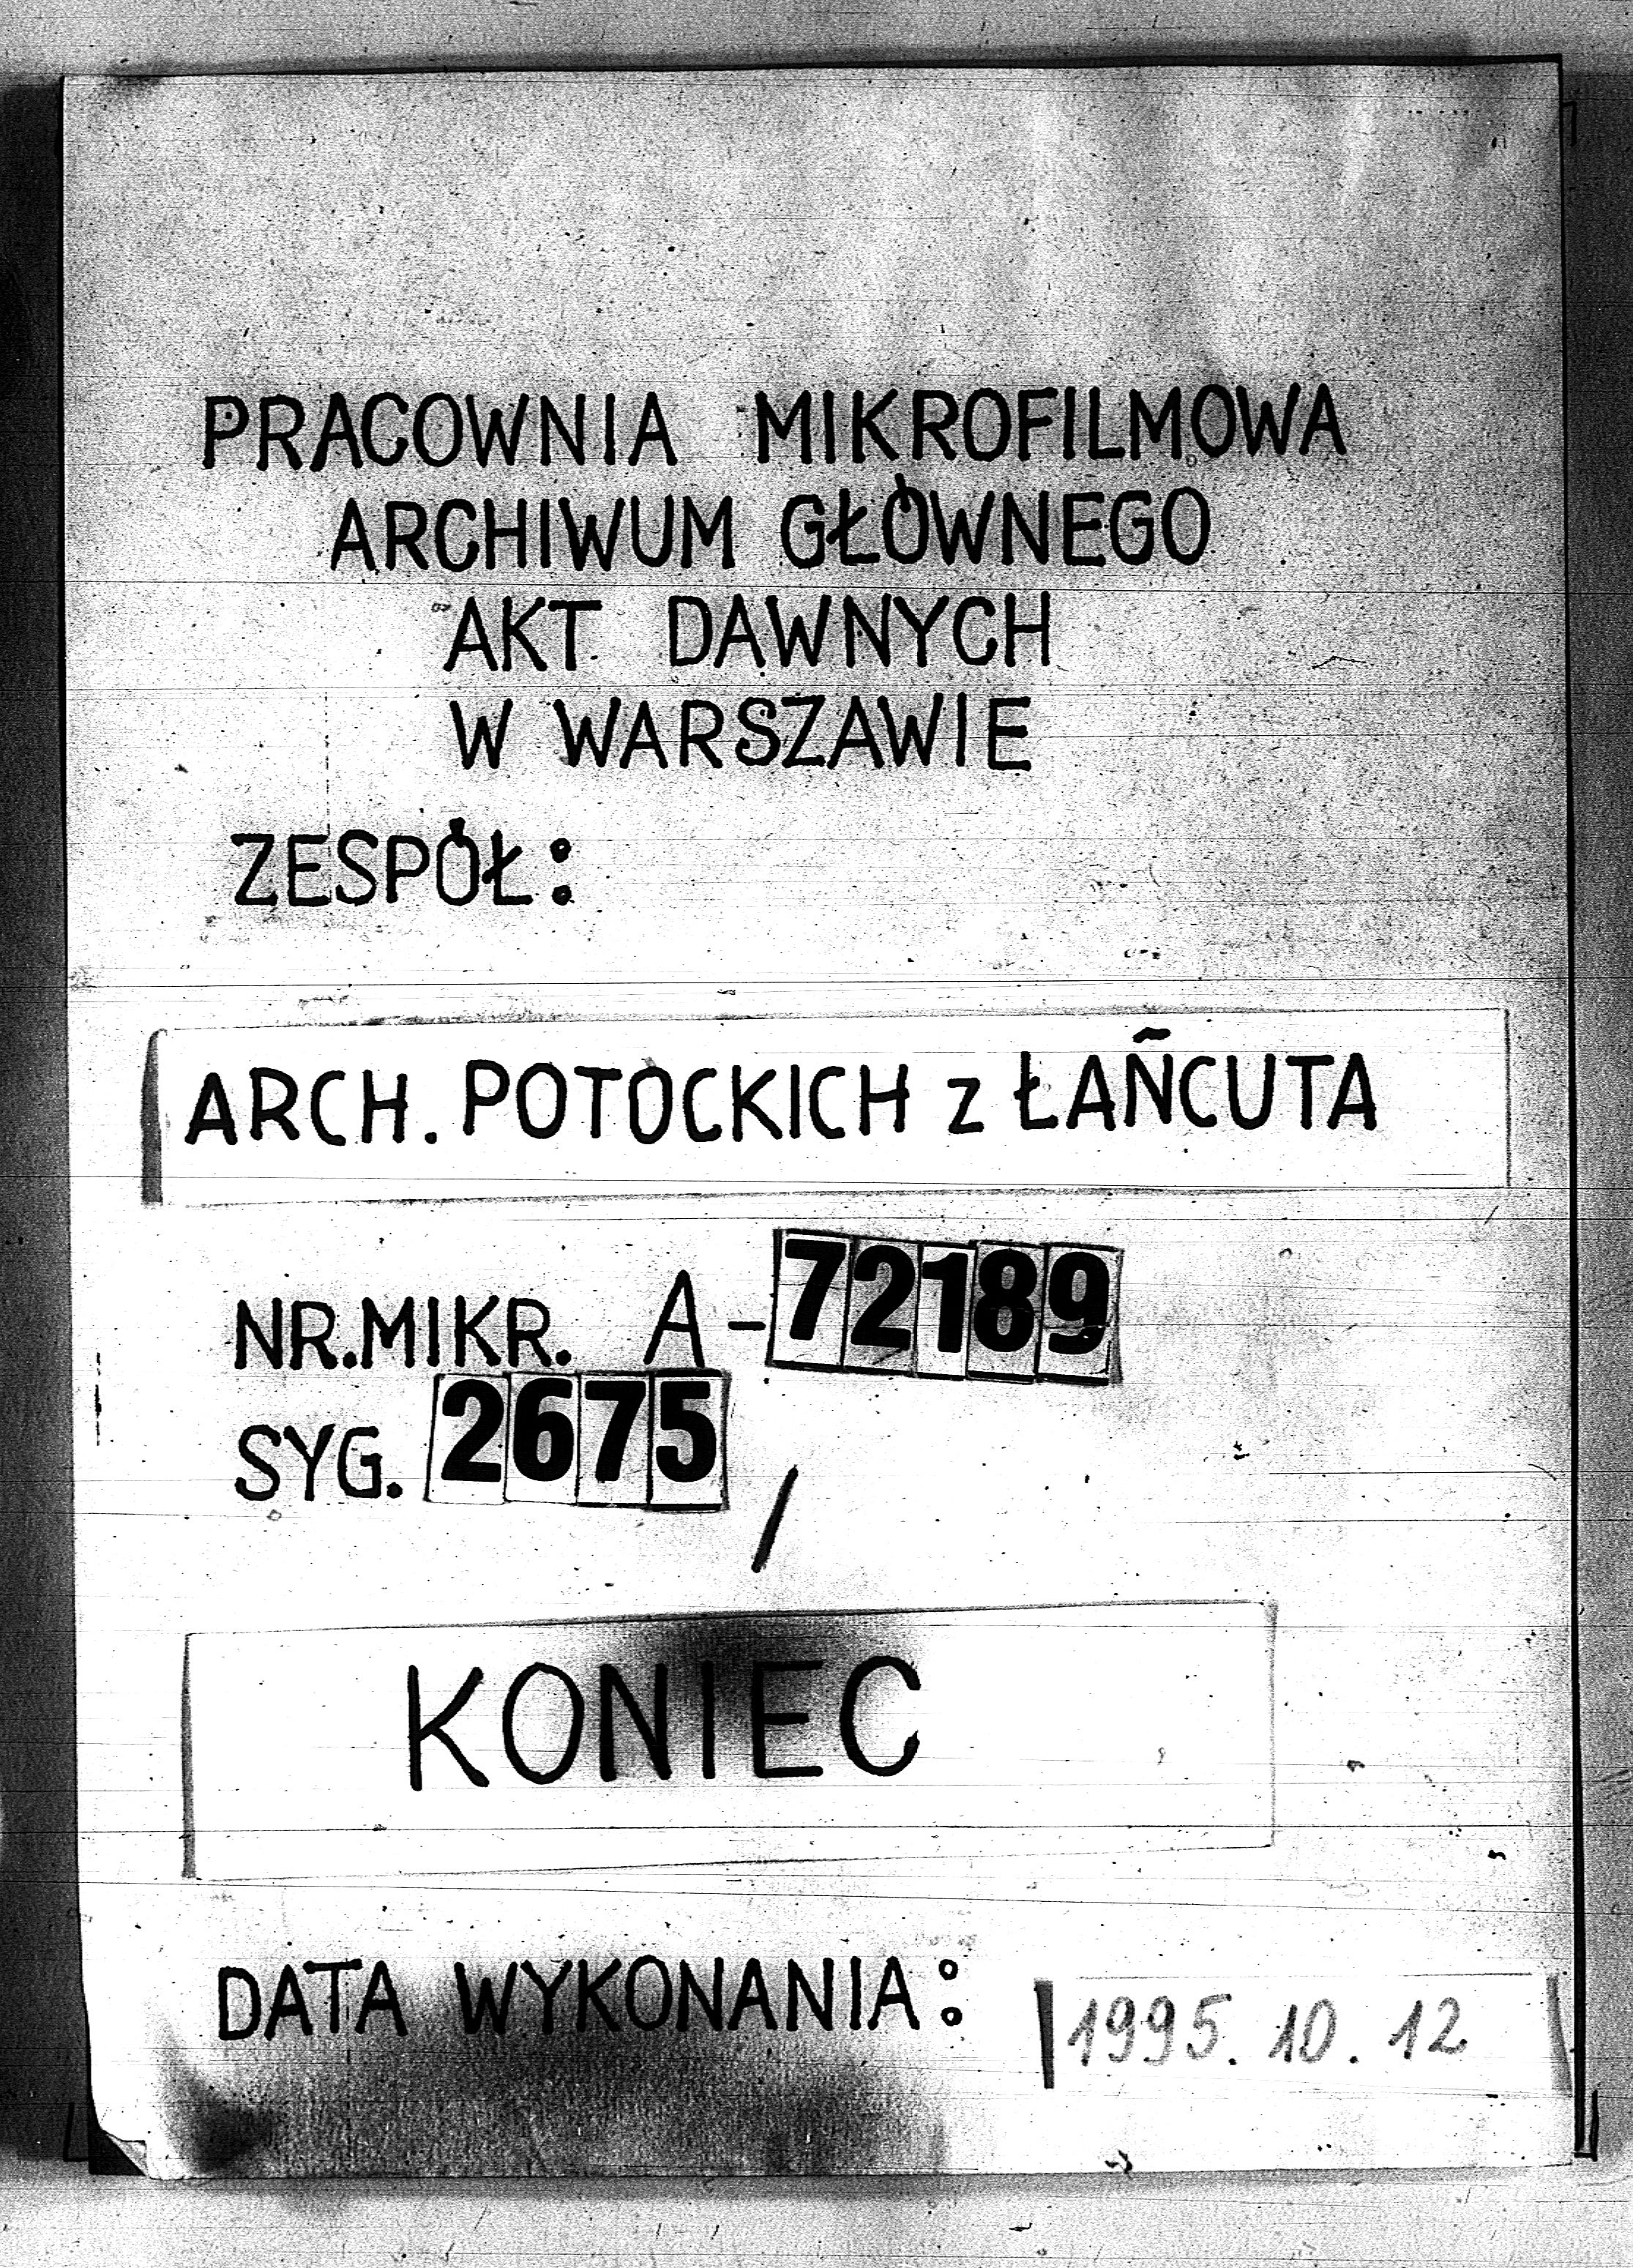 PRACOWNIA MIKROFILMOWA
ARCHIWUM GŁÓWNEGO
AKT DAWNYCH
W WARSZAWIE
ZESPÓŁ:
ARCH. POTOCKICH z ŁAŃCUTA
NR.MIKR. A-72189
SYG. 2675 /
KONIEC
DATA WYKONANIA: 1995.10.12